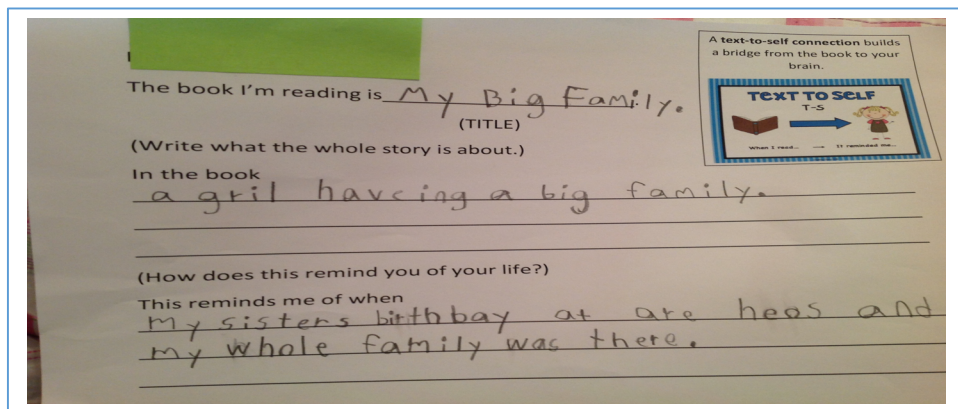 A text-to-self connection builds
a bridge from the book to your
brain.
TEXT TO SELF
T-S
When I read... It reminded me...
The book I'm reading is My Big Family.
(TITLE)
(Write what the whole story is about.)
In the book
a gril havcing a big family.
(How does this remind you of your life?)
This reminds me of when
my sisters birthbay at are heos and
my whole family was there.